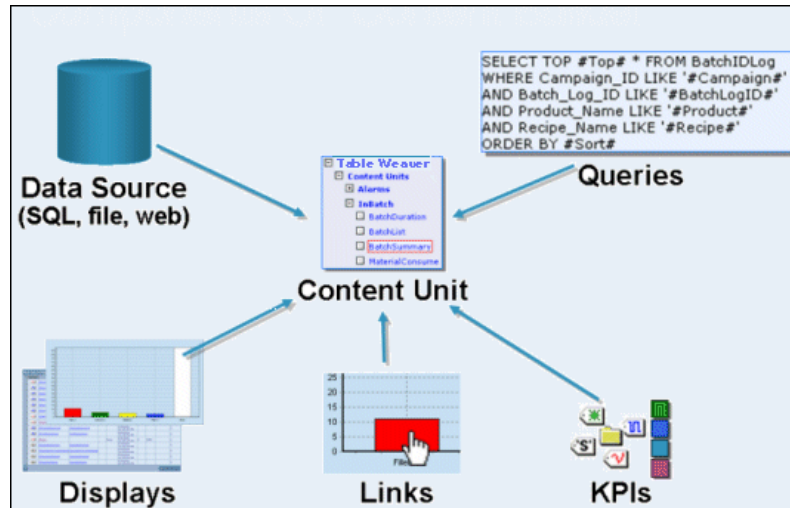 SELECT TOP #Top# * FROM BatchIDLog
WHERE Campaign_ID LIKE '#Campaign#'
AND Batch_Log_ID LIKE '#BatchLogID#'
AND Product_Name LIKE '#Product#'
AND Recipe_Name LIKE '#Recipe#'
ORDER BY #Sort#
Queries
Data Source
(SQL, file, web)
Table Weaver
Content Units
Alarms
InBatch
BatchDuration
BatchList
BatchSummary
MaterialConsume
Content Unit
25
20
15
10
5
0
'S'
Displays
Links
KPIs